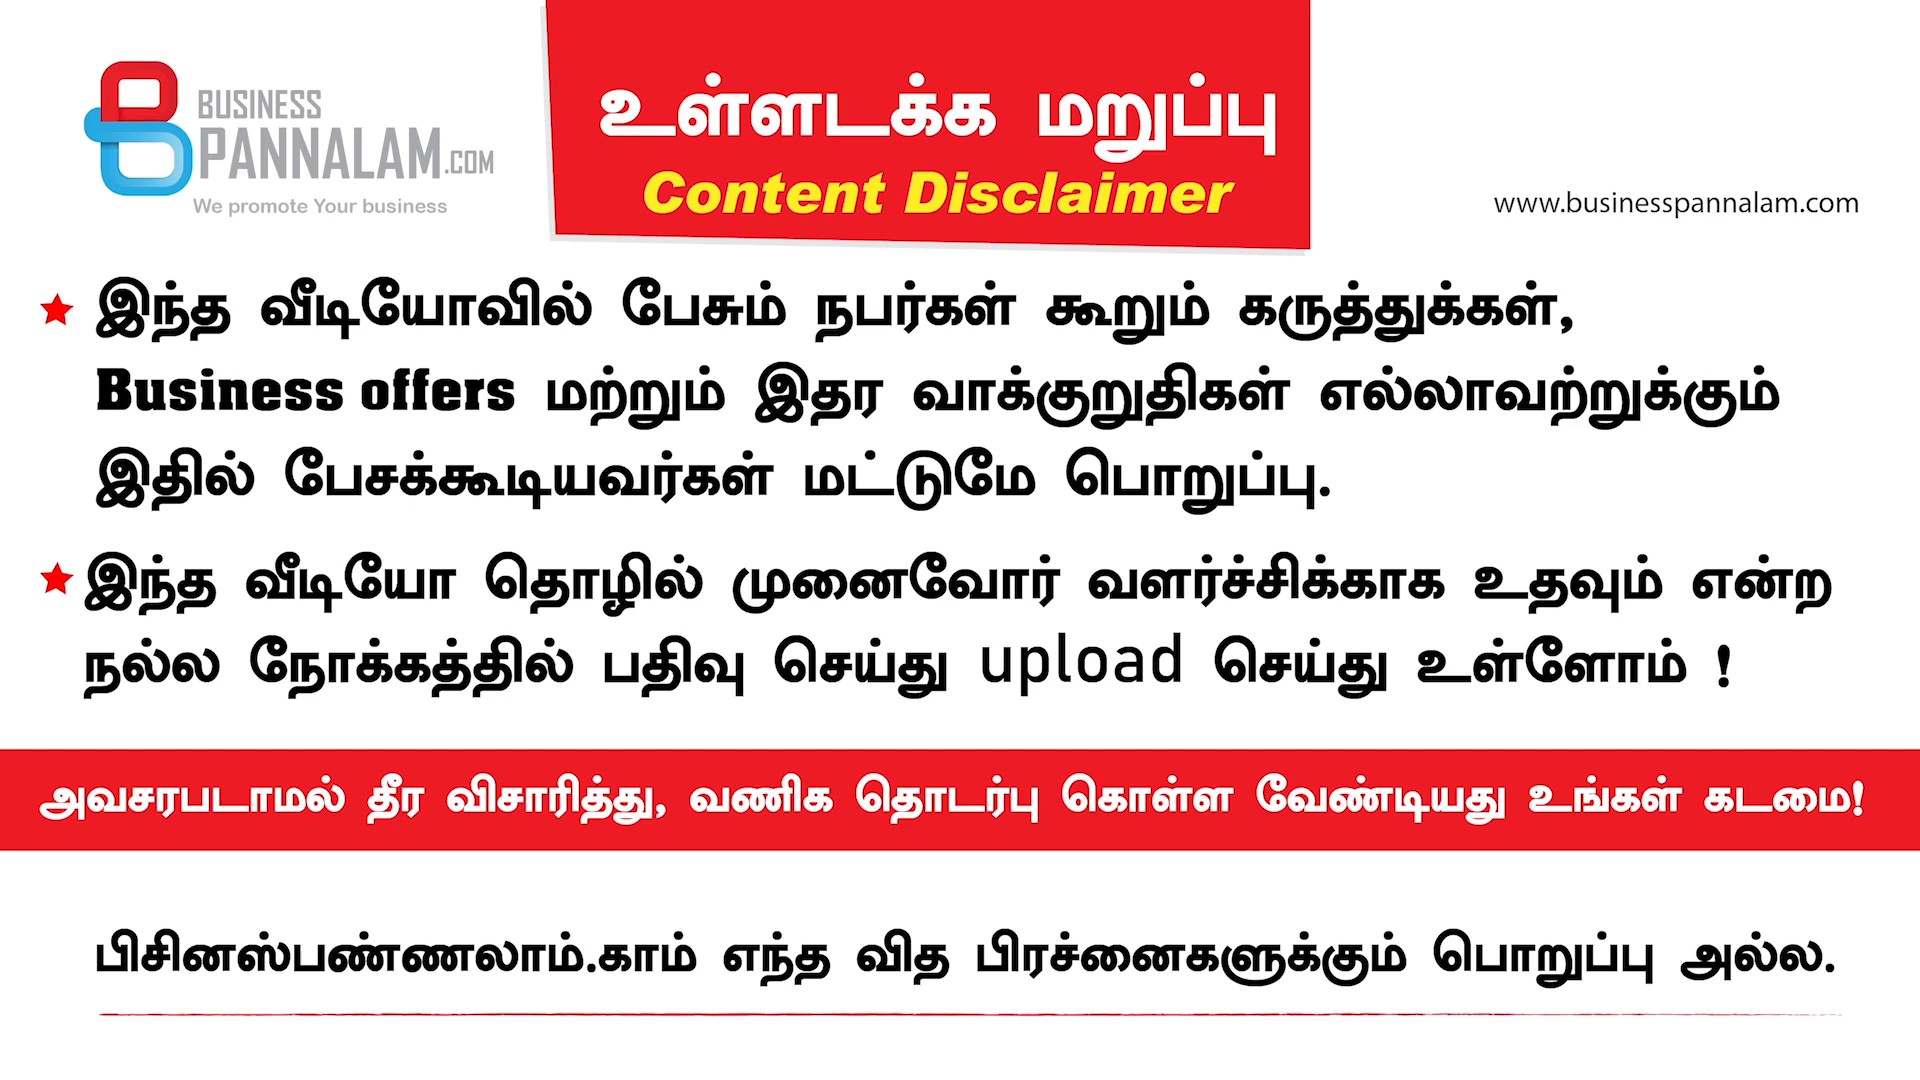 BUSINESS
PANNALAM.COM
We promote Your business
உள்ளடக்க மறுப்பு
Content Disclaimer
www.businesspannalam.com
இந்த வீடியோவில் பேசும் நபர்கள் கூறும் கருத்துக்கள்,
Business offers மற்றும் இதர வாக்குறுதிகள் எல்லாவற்றுக்கும்
இதில் பேசக்கூடியவர்கள் மட்டுமே பொறுப்பு.
இந்த வீடியோ தொழில் முனைவோர் வளர்ச்சிக்காக உதவும் என்ற
நல்ல நோக்கத்தில் பதிவு செய்து upload செய்து உள்ளோம் !
அவசரபடாமல் தீர விசாரித்து, வணிக தொடர்பு கொள்ள வேண்டியது உங்கள் கடமை!
பிசினஸ்பண்ணலாம்.காம் எந்த வித பிரச்னைகளுக்கும் பொறுப்பு அல்ல.